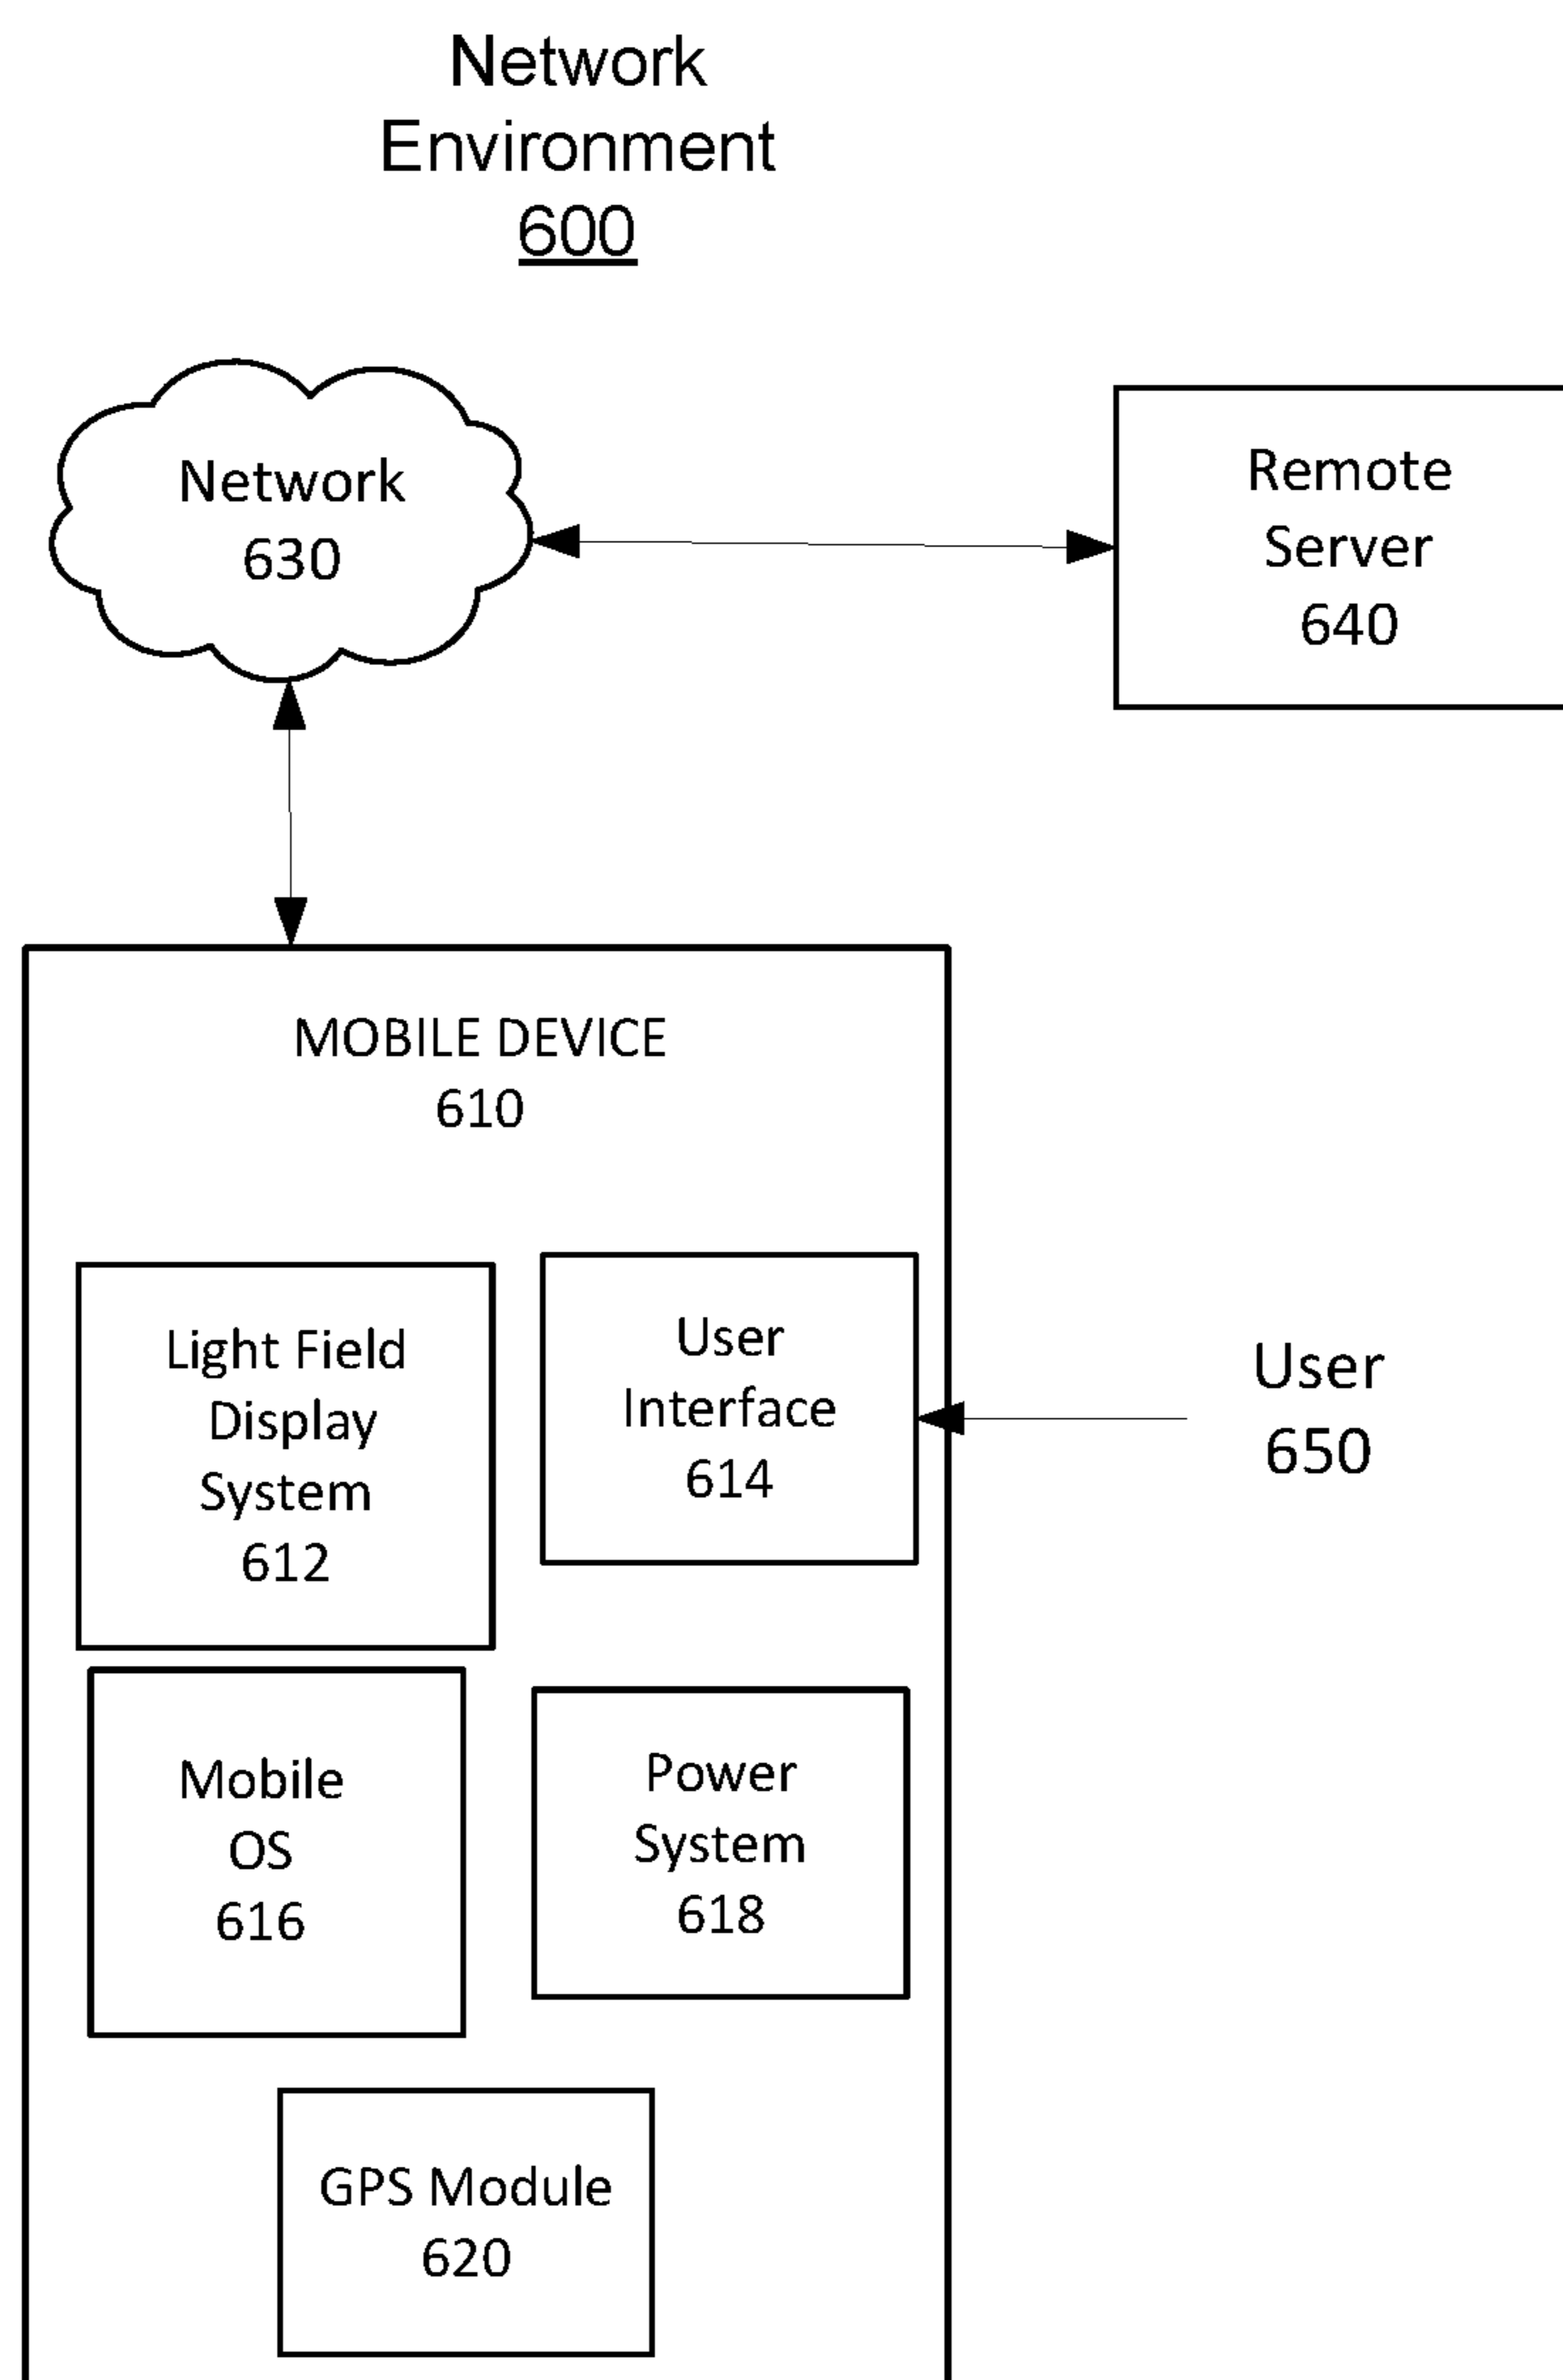 Network
Environment
600
Network
630
Remote
Server
640
MOBILE DEVICE
610
Light Field
Display
System
612
User
Interface
614
User
650
Mobile
OS
616
Power
System
618
GPS Module
620